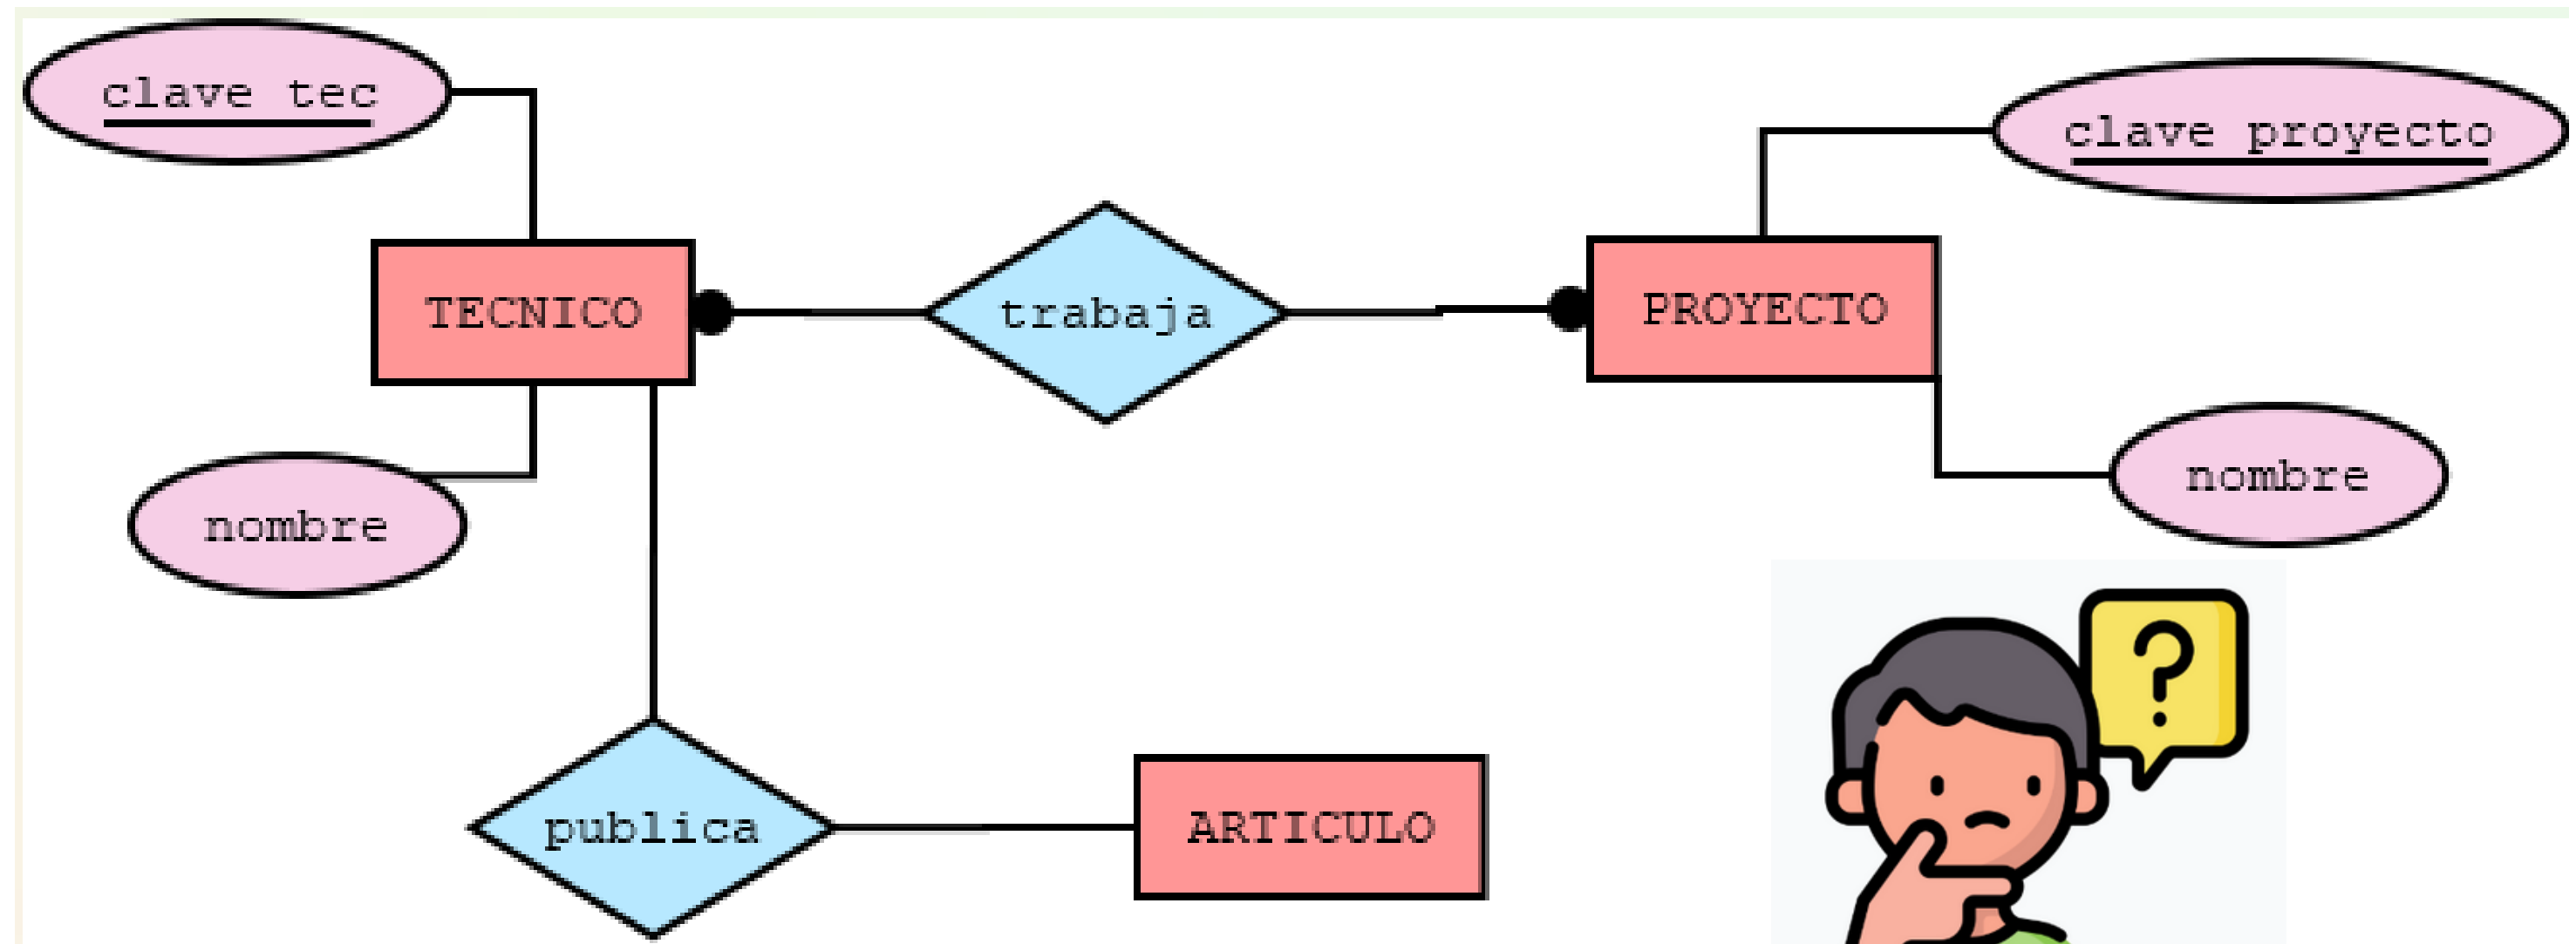 clave tec
clave proyecto
TECNICO
trabaja
PROYECTO
nombre
nombre
publica
ARTICULO
?